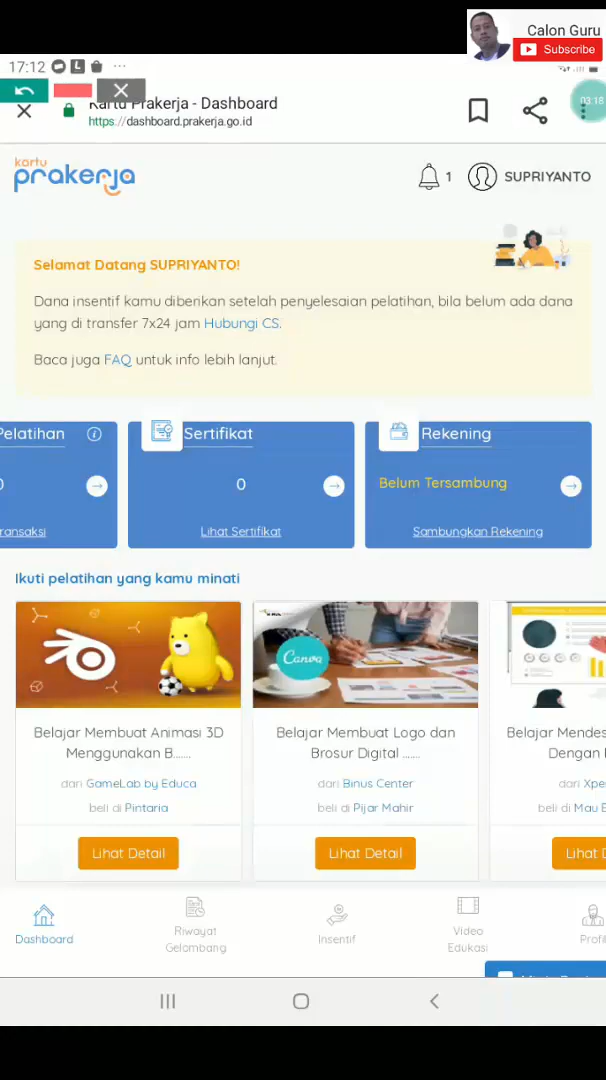 Calon Guru
Subscribe
17:12
Kartu Prakerja - Dashboard
https://dashboard.prakerja.go.id
03:18
kartu
prakerja
1
SUPRIYANTO
Selamat Datang SUPRIYANTO!
Dana insentif kamu diberikan setelah penyelesaian pelatihan, bila belum ada dana
yang di transfer 7x24 jam Hubungi CS.
Baca juga FAQ untuk info lebih lanjut.
Pelatihan
Sertifikat
Rekening
0
0
Belum Tersambung
ransaksi
Lihat Sertifikat
Sambungkan Rekening
Ikuti pelatihan yang kamu minati
Canva
Belajar Membuat Animasi 3D
Menggunakan B.......
dari GameLab by Educa
beli di Pintaria
Lihat Detail
Belajar Membuat Logo dan
Brosur Digital .......
dari Binus Center
beli di Pijar Mahir
Lihat Detail
Belajar Mendes
Dengan
dari Xpe
beli di Mau B
Lihat
Dashboard
Riwayat
Gelombang
Insentif
Video
Edukasi
Profil